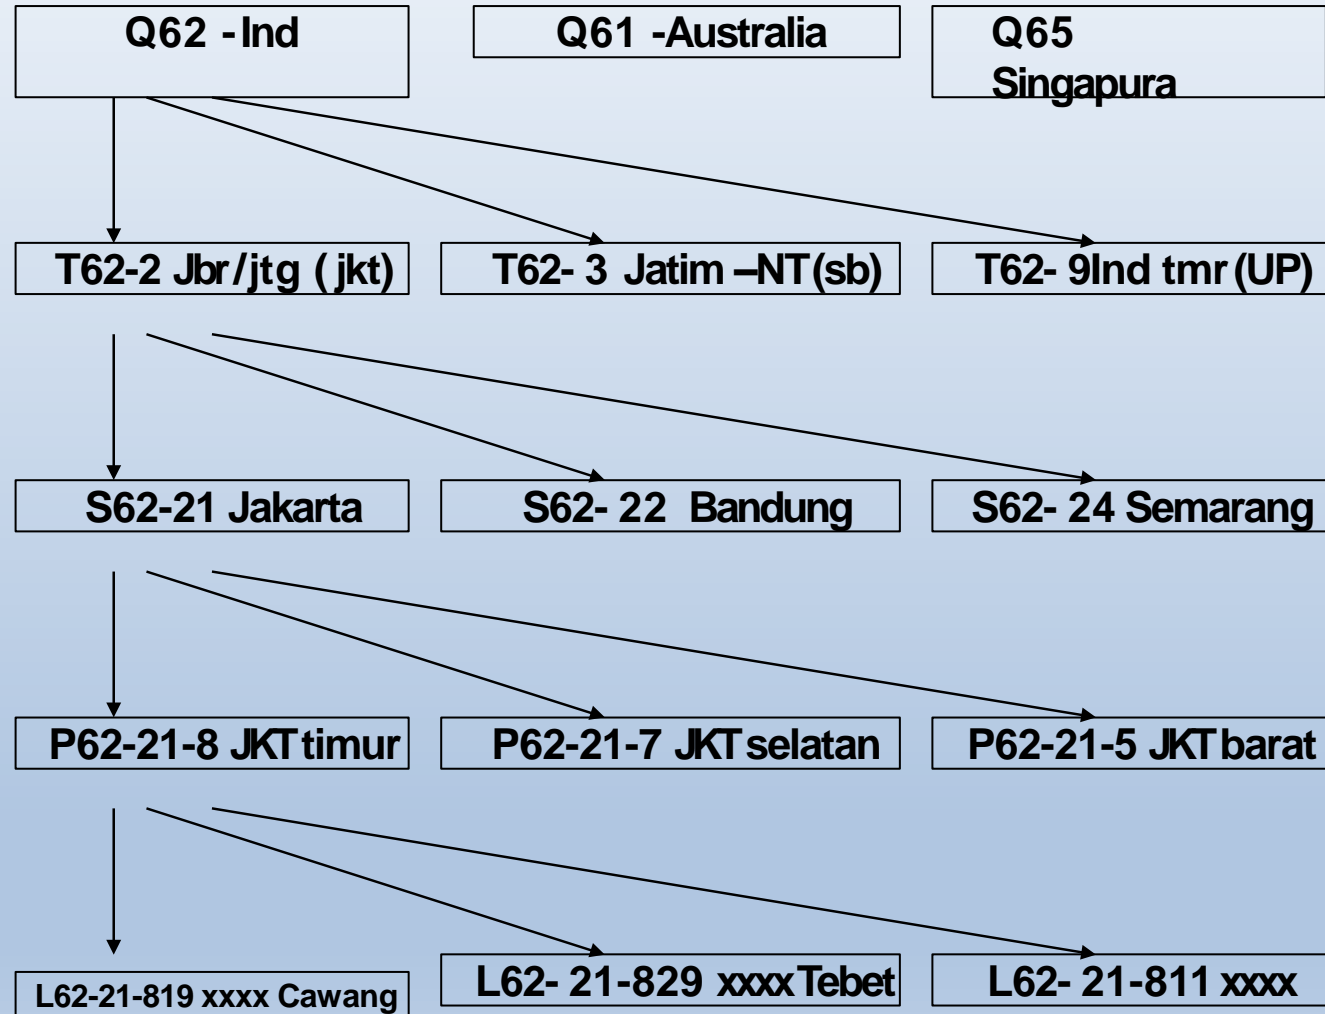 Q62 -Ind
Q61 -Australia
Q65
Singapura
T62-2 Jbr/jtg ( jkt)
T62- 3 Jatim –NT(sb)
T62- 9Ind tmr (UP)
S62-21 Jakarta
S62- 22 Bandung
S62- 24 Semarang
P62-21-8 JKT timur
P62-21-7 JKT selatan
P62-21-5 JKT barat
L62-21-819 xxxx Cawang
L62- 21-829 xxxx Tebet
L62- 21-811 xxxx